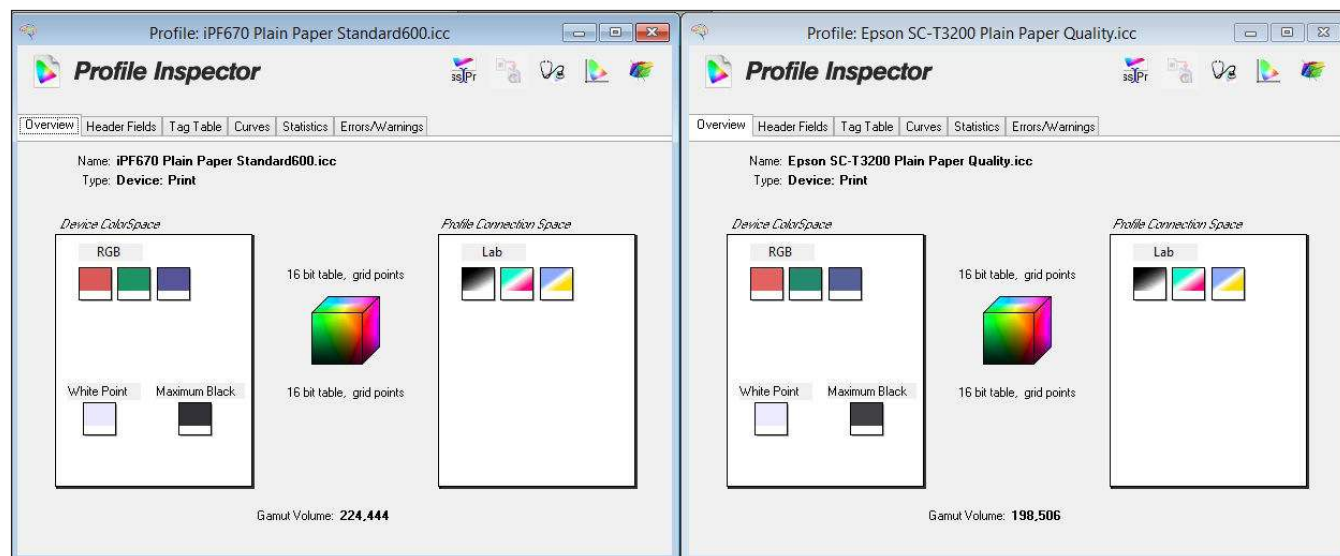 Profile: iPF670 Plain Paper Standard600.icc
Profile Inspector
Overview Header Fields Tag Table Curves Statistics Errors/Warnings
Name: iPF670 Plain Paper Standard600.icc
Type: Device: Print
Device ColorSpace
Profile Connection Space
RGB
Lab
16 bit table, grid points
16 bit table, grid points
White Point
Maximum Black
Gamut Volume: 224,444
Profile: Epson SC-T3200 Plain Paper Quality.icc
Profile Inspector
Overview Header Fields Tag Table Curves Statistics Errors/Warnings
Name: Epson SC-T3200 Plain Paper Quality.icc
Type: Device: Print
Device ColorSpace
Profile Connection Space
RGB
Lab
16 bit table, grid points
16 bit table, grid points
White Point
Maximum Black
Gamut Volume: 198,506